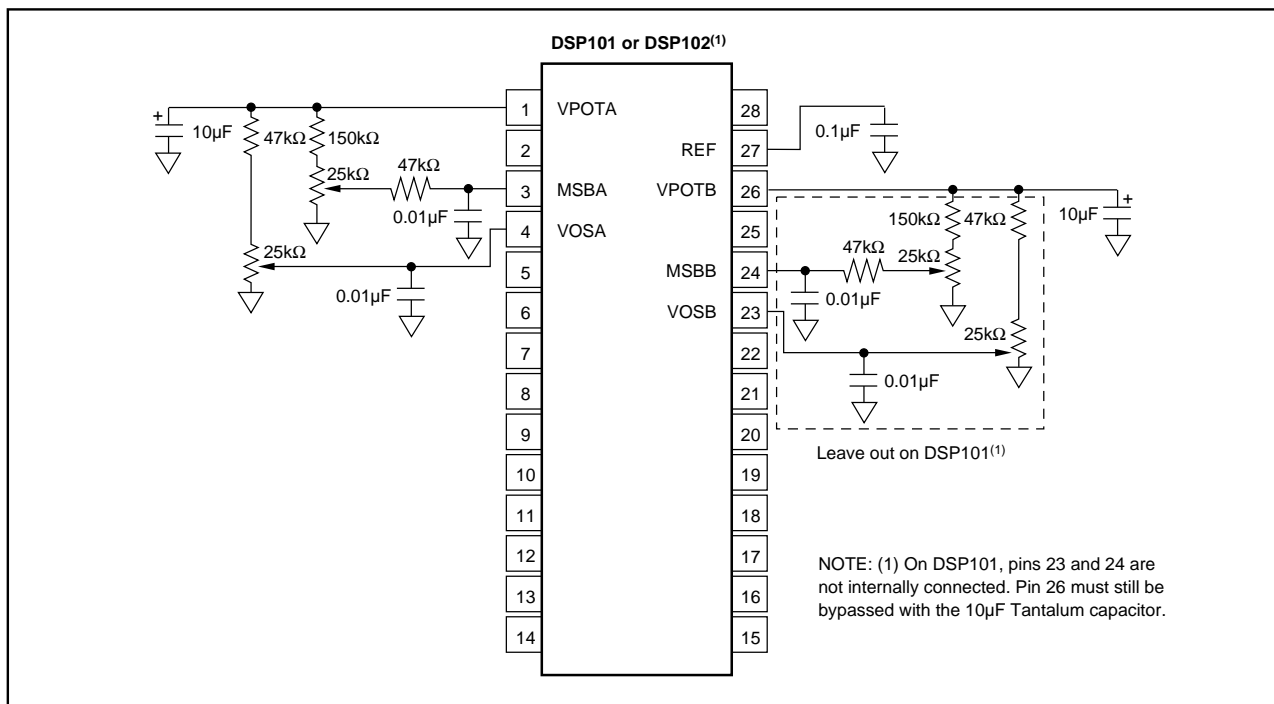 DSP101 or DSP102(1)
+
10µF
47kΩ
150kΩ
25kΩ
47kΩ
0.01µF
25kΩ
0.01µF
1 VPOTA
2
3 MSBA
4 VOSA
5
6
7
8
9
10
11
12
13
14
28
REF 27
VPOTB 26
25
MSBB 24
VOSB 23
22
21
20
19
18
17
16
15
0.1µF
150kΩ
47kΩ
10µF
+
47kΩ
25kΩ
0.01µF
25kΩ
0.01µF
Leave out on DSP101(1)
NOTE: (1) On DSP101, pins 23 and 24 are
not internally connected. Pin 26 must still be
bypassed with the 10µF Tantalum capacitor.